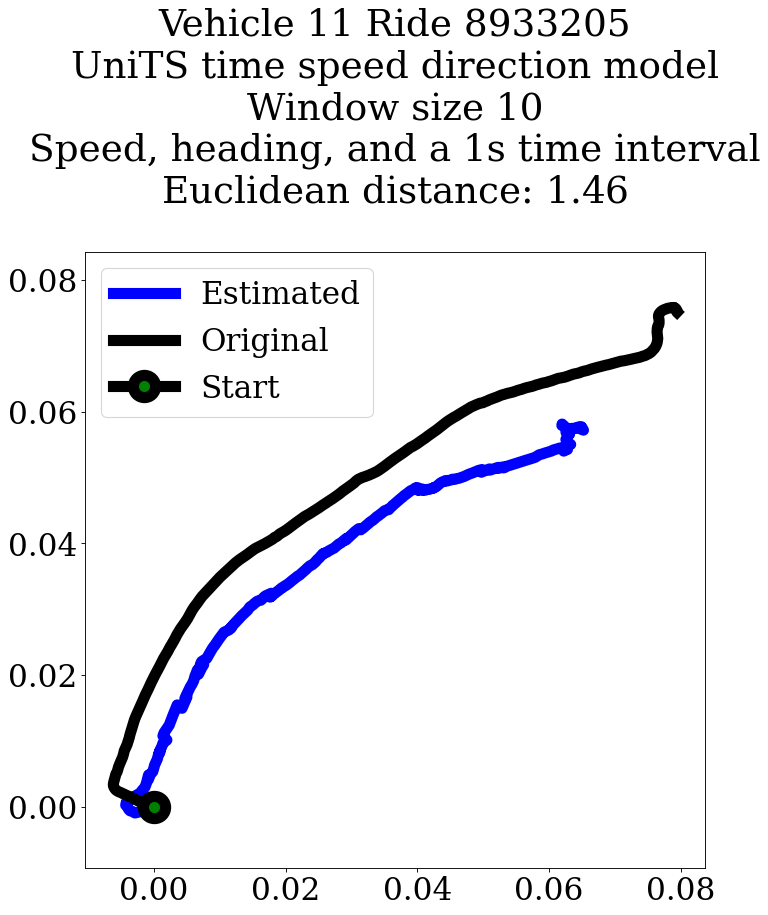 Vehicle 11 Ride 8933205
UniTS time speed direction model
Window size 10
Speed, heading, and a 1s time interval
Euclidean distance: 1.46
Estimated
Original
Start
0.08
0.06
0.04
0.02
0.00
0.00 0.02 0.04 0.06 0.08